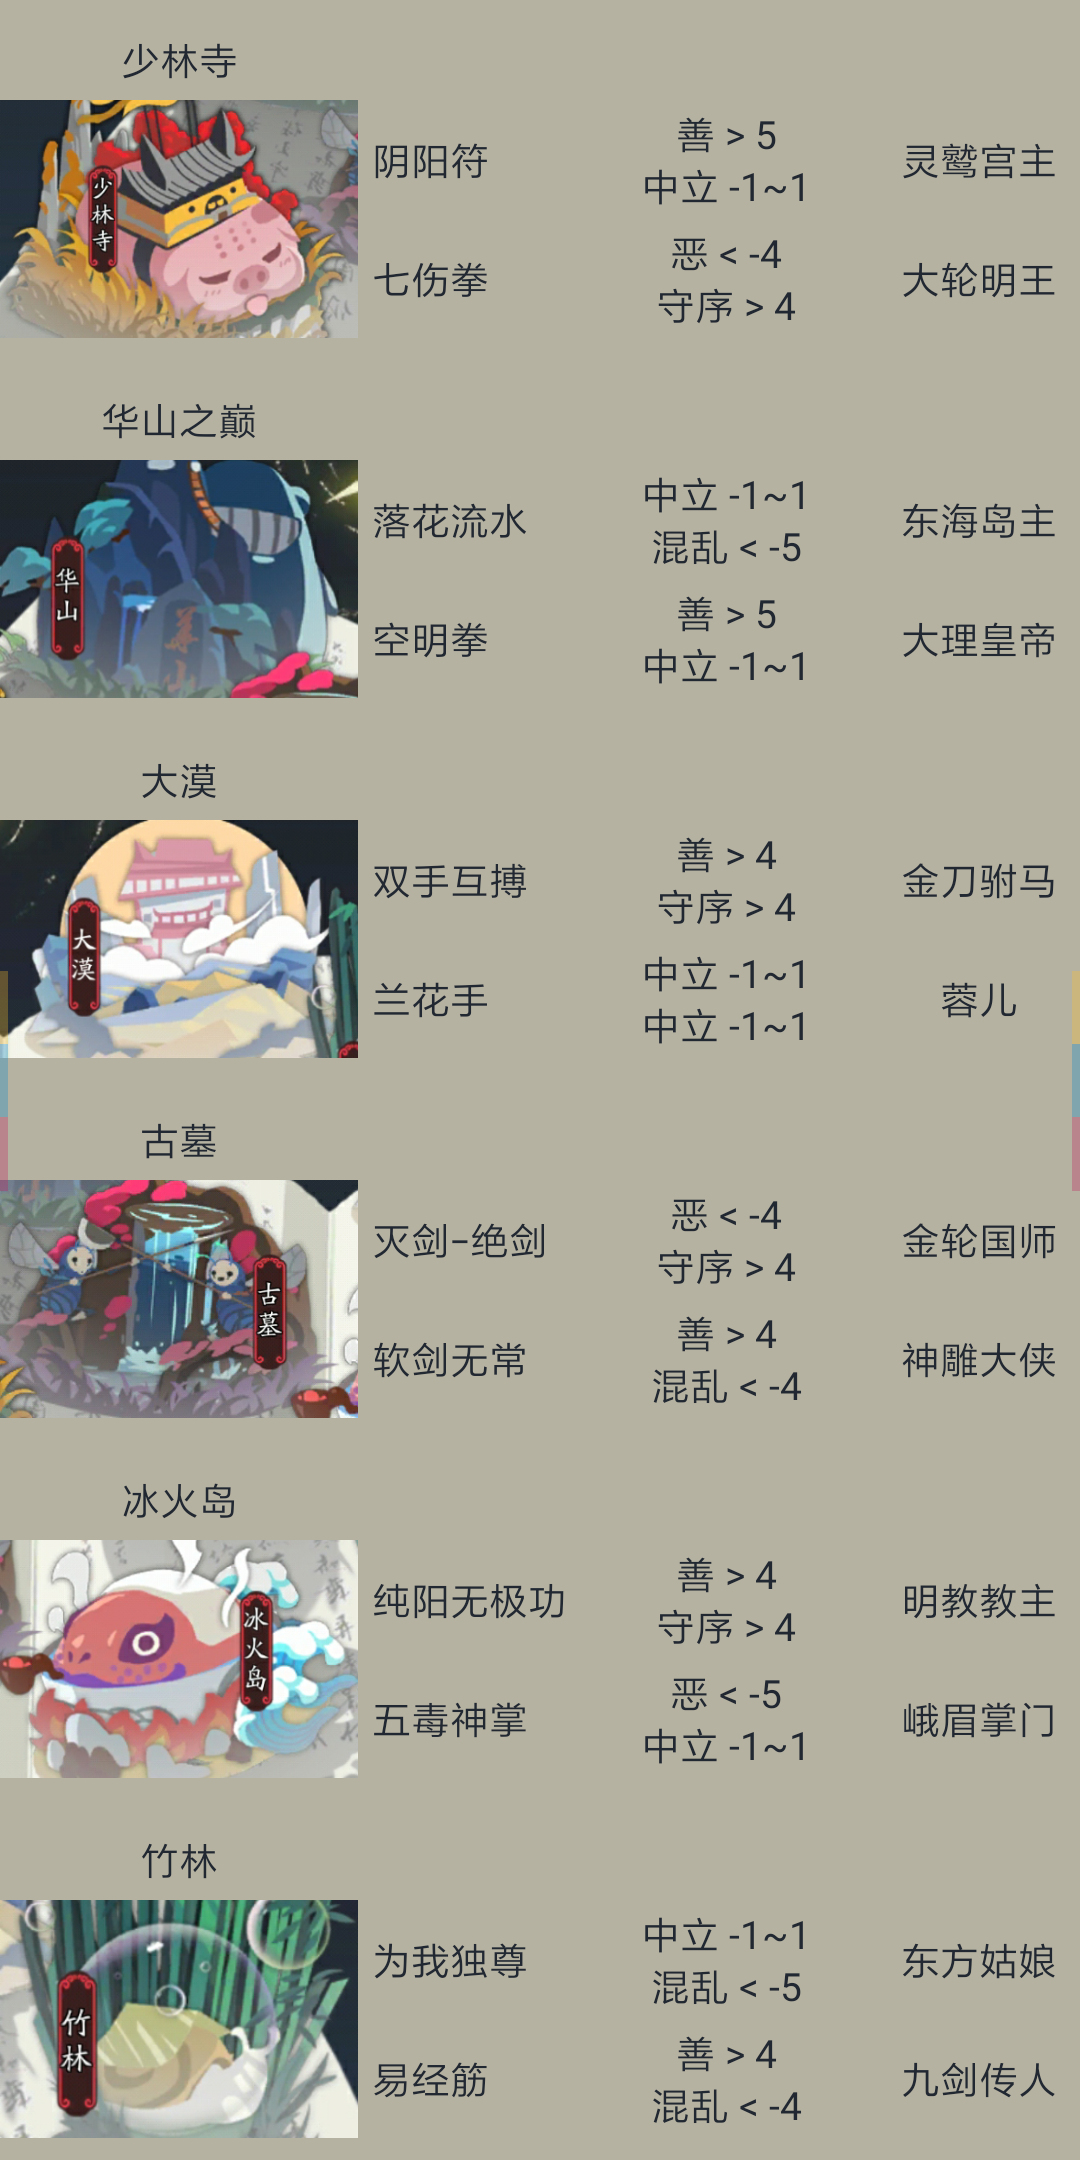 少林寺
少林寺
阴阳符
善 > 5
中立 -1~1
灵鹫宫主
七伤拳
恶 < -4
守序 > 4
大轮明王
华山之巅
华山
落花流水
中立 -1~1
混乱 < -5
东海岛主
空明拳
善 > 5
中立 -1~1
大理皇帝
大漠
大漠
双手互搏
善 > 4
守序 > 4
金刀驸马
兰花手
中立 -1~1
中立 -1~1
蓉儿
古墓
古墓
灭剑-绝剑
恶 < -4
守序 > 4
金轮国师
软剑无常
善 > 4
混乱 < -4
神雕大侠
冰火岛
冰火岛
纯阳无极功
善 > 4
守序 > 4
明教教主
五毒神掌
恶 < -5
中立 -1~1
峨眉掌门
竹林
竹林
为我独尊
中立 -1~1
混乱 < -5
东方姑娘
易经筋
善 > 4
混乱 < -4
九剑传人